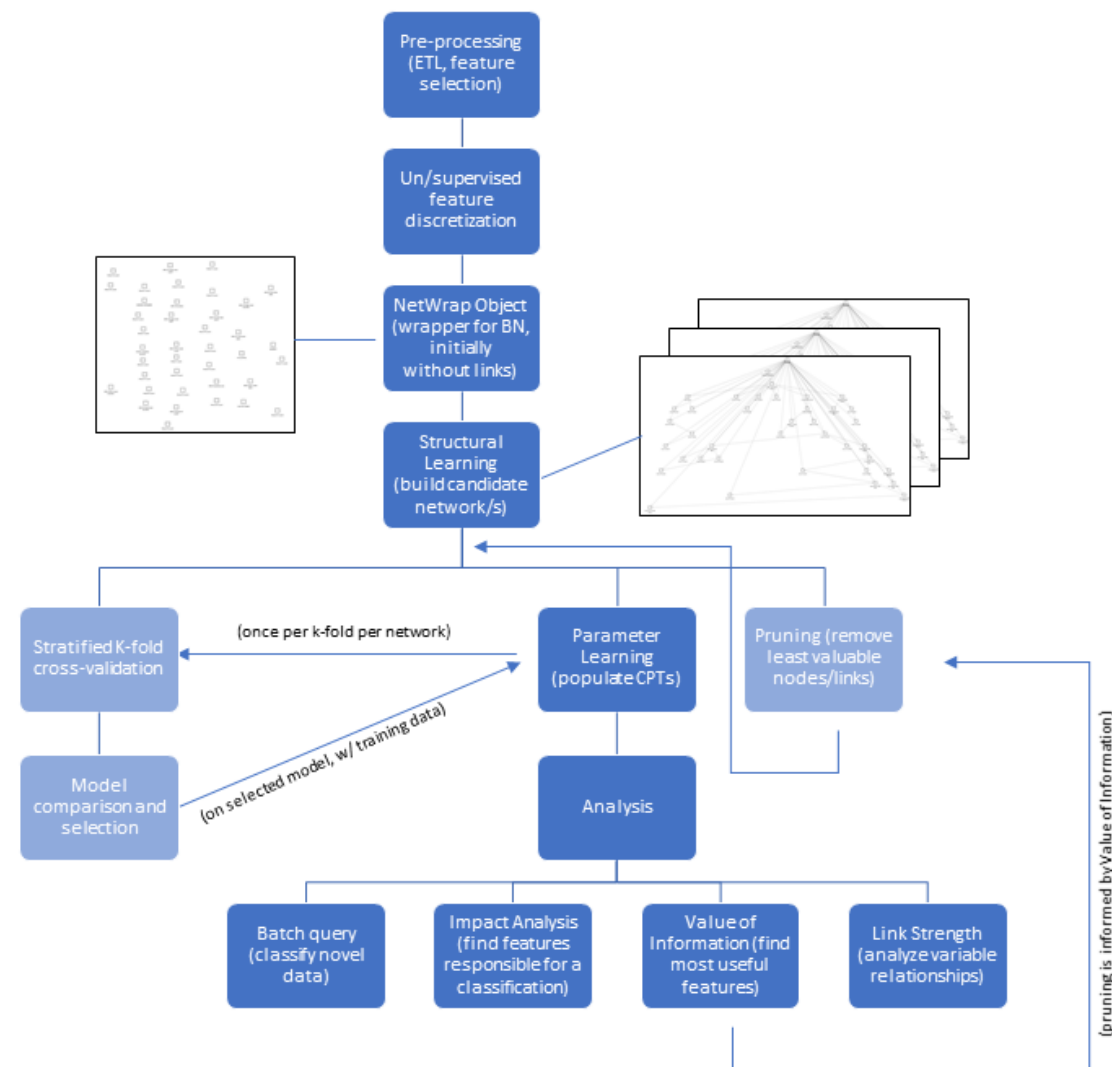 Pre-processing
(ETL, feature
selection)
Un/supervised
feature
discretization
NetWrap Object
(wrapper for BN,
initially
without links)
Structural
Learning
(build candidate
network/s)
Stratified K-fold
cross-validation
(once per k-fold per network)
Parameter
Learning
(populate CPTs)
Pruning (remove
least valuable
nodes/links)
Model
comparison and
selection
(on selected model, w/ training data)
Analysis
Batch query
(classify novel
data)
Impact Analysis
(find features
responsible for a
classification)
Value of
Information (find
most useful
features)
Link Strength
(analyze variable
relationships)
(pruning is informed by Value of Information)